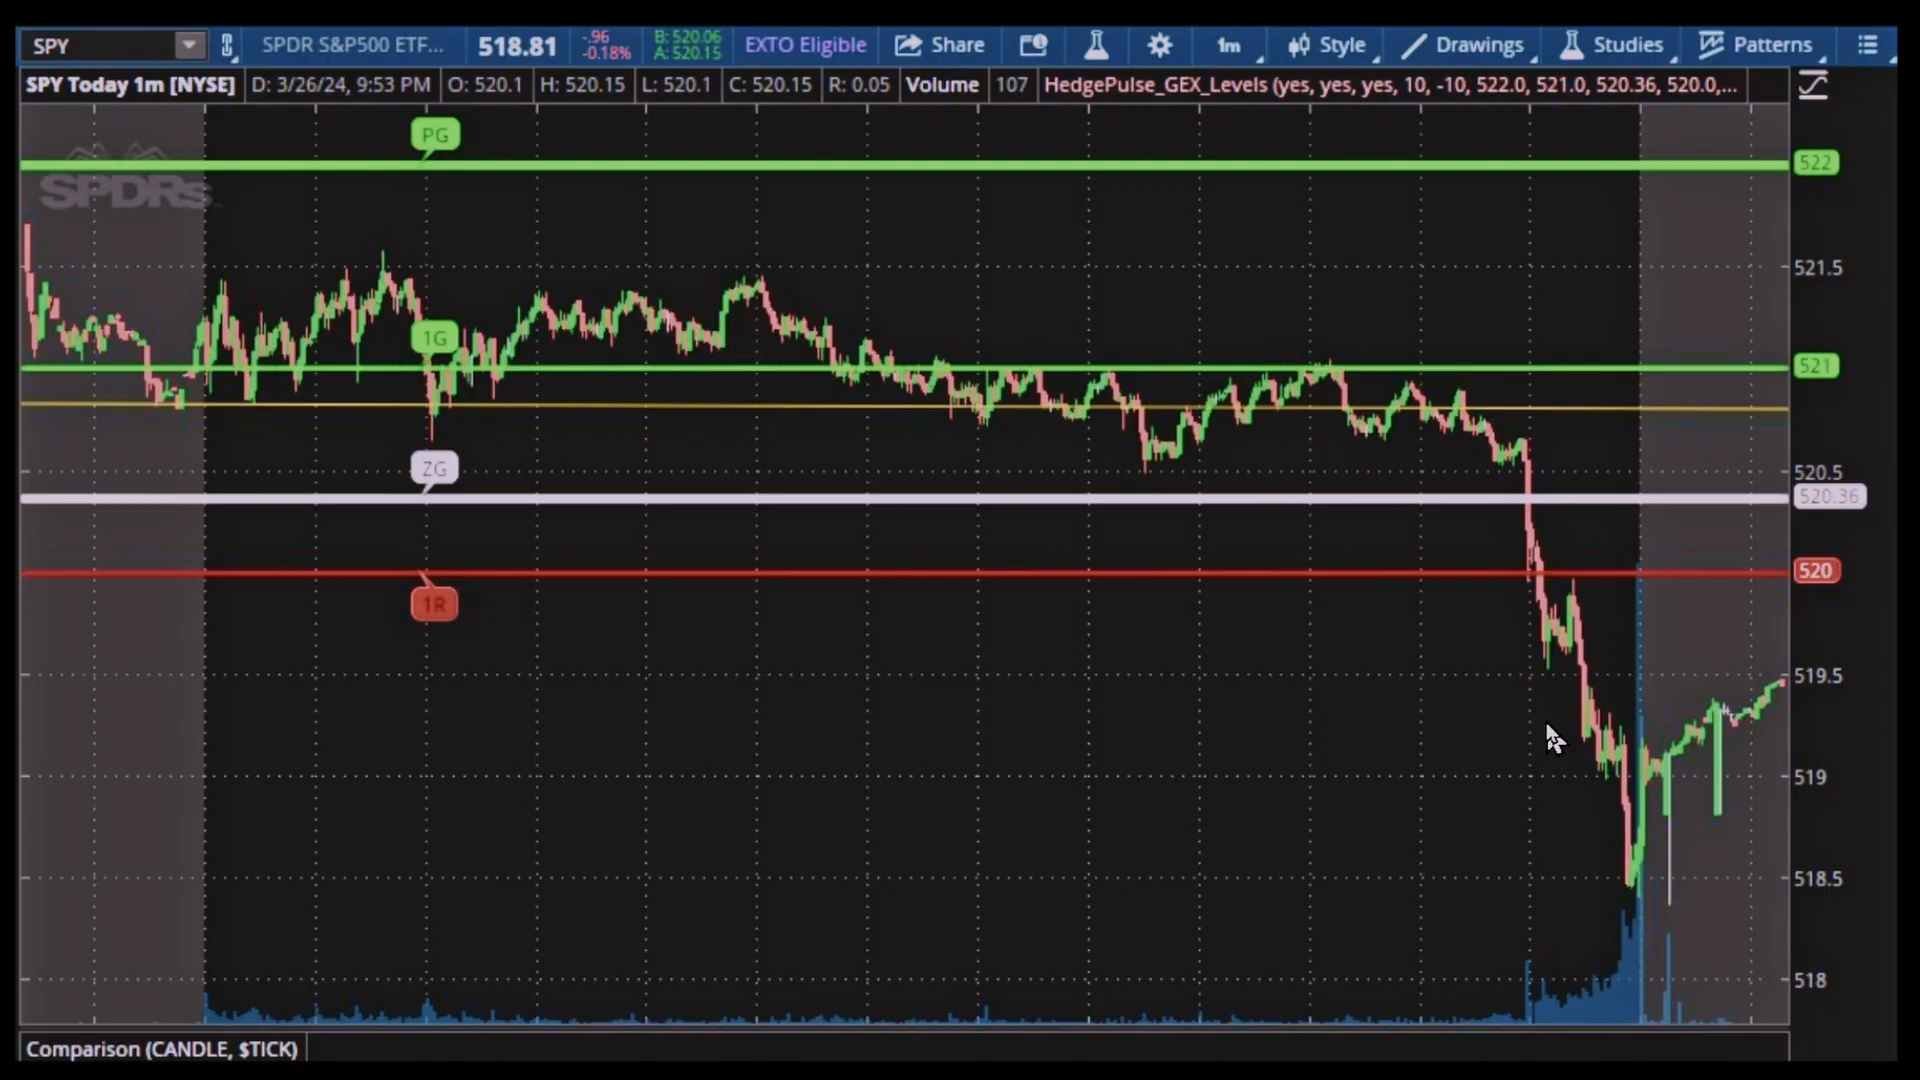 SPY
SPDR S&P500 ETF...
518.81
-.96
-0.18%
B: 520.06
A: 520.15
EXTO Eligible
Share
1m
Style
Drawings
Studies
Patterns
SPY Today 1m [NYSE]
D: 3/26/24, 9:53 PM
O: 520.1
H: 520.15
L: 520.1
C: 520.15
R: 0.05
Volume
107
HedgePulse_GEX_Levels (yes, yes, yes, 10, -10, 522.0, 521.0, 520.36, 520.0,...
PG
522
SPDRs
521.5
1G
521
ZG
520.5
520.36
520
1R
519.5
519
518.5
518
Comparison (CANDLE, $TICK)